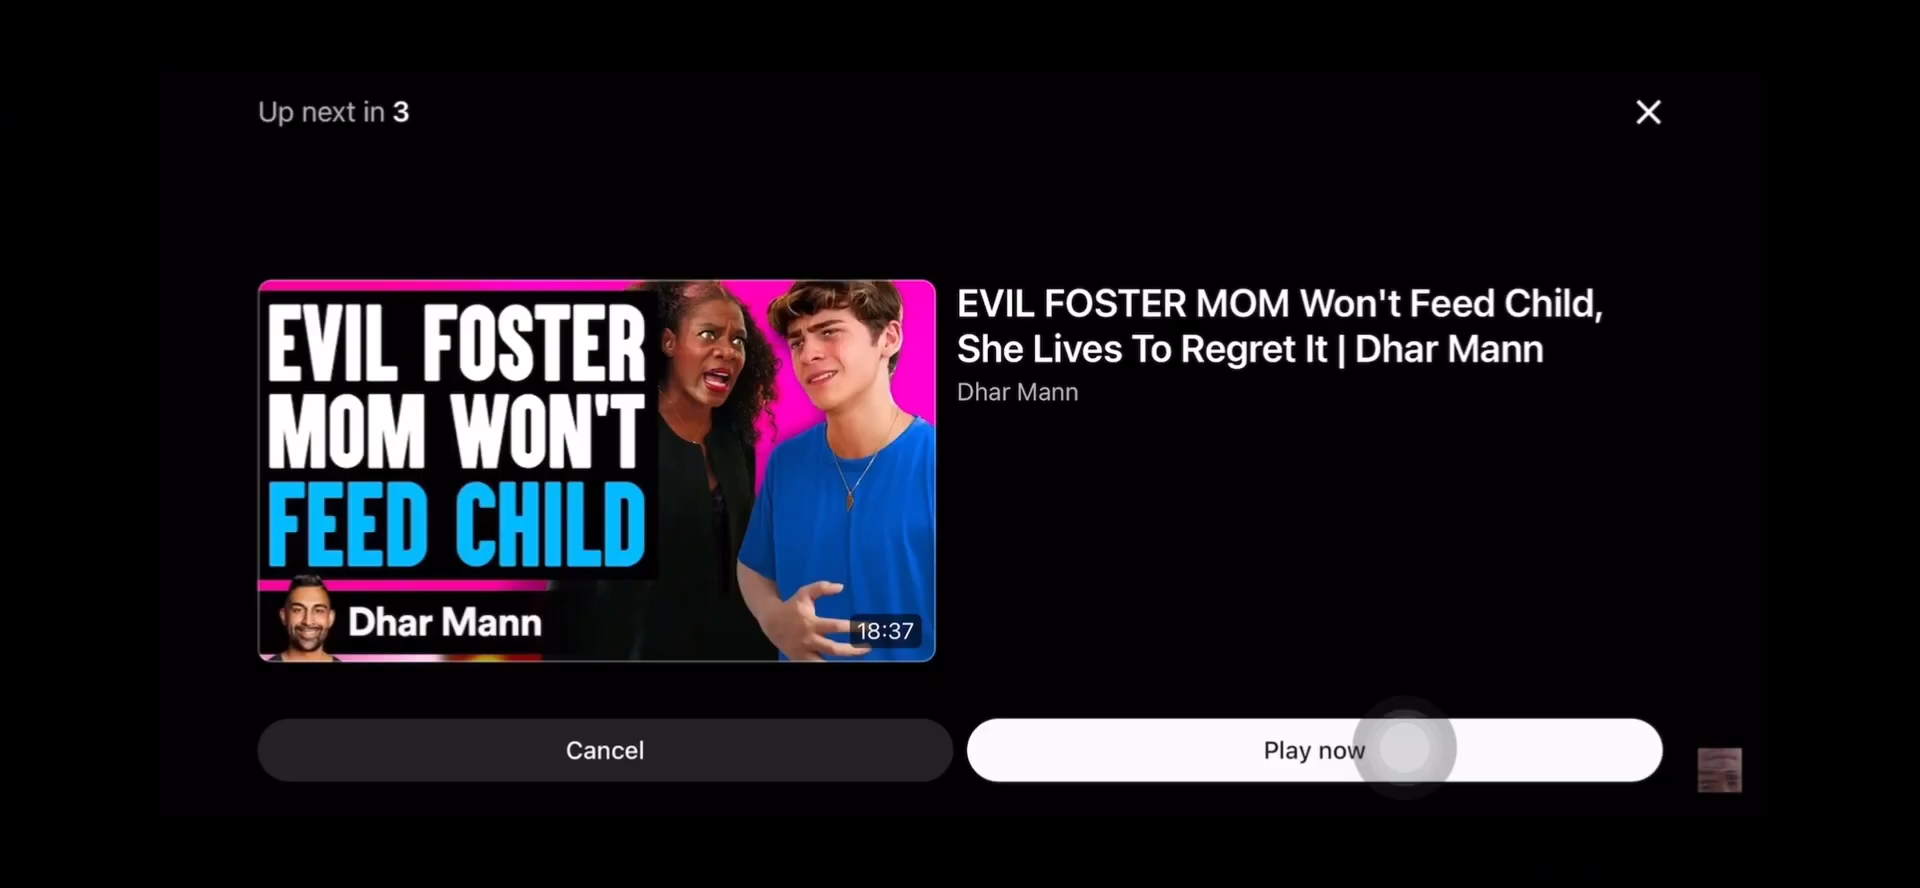 Up next in 3
EVIL FOSTER
MOM WON'T
FEED CHILD
Dhar Mann
18:37
EVIL FOSTER MOM Won't Feed Child,
She Lives To Regret It | Dhar Mann
Dhar Mann
Cancel
Play now